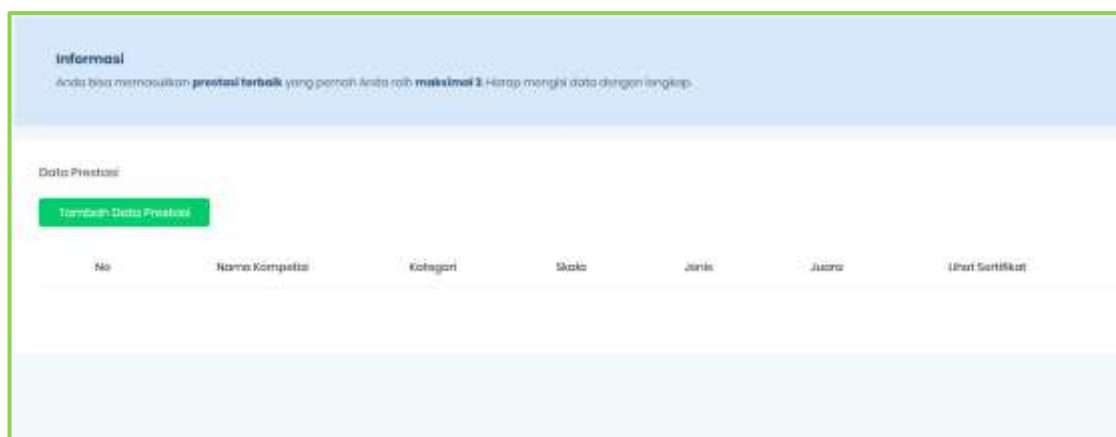 Informasi
Anda bisa memasukkan prestasi terbaik yang pernah Anda raih maksimal 3. Harap mengisi data dengan lengkap.
Data Prestasi
Tambah Data Prestasi
No Nama Kompetisi Kategori Skala Jenis Juara Lihat Sertifikat